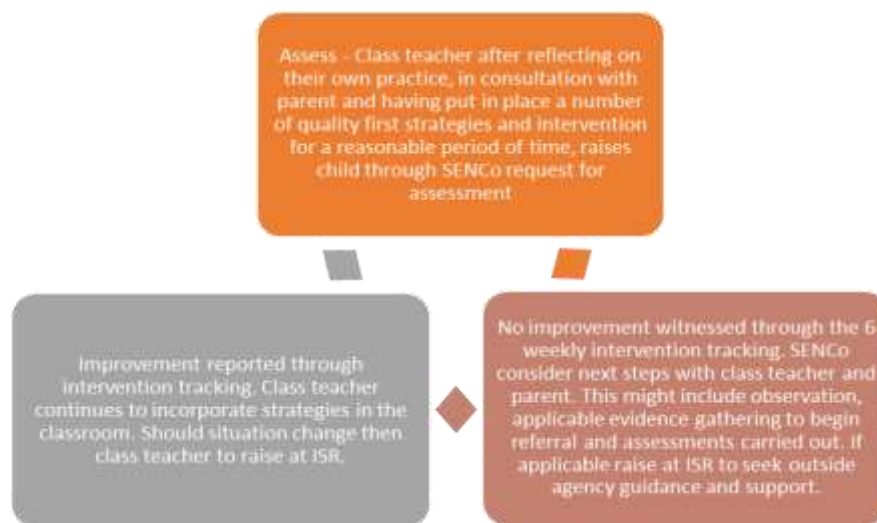 Assess - Class teacher after reflecting on
their own practice, in consultation with
parent and having put in place a number
of quality first strategies and intervention
for a reasonable period of time, raises
child through SENCo request for
assessment
Improvement reported through
intervention tracking. Class teacher
continues to incorporate strategies in the
classroom. Should situation change then
class teacher to raise at ISR.
No improvement witnessed through the 6
weekly intervention tracking. SENCo
consider next steps with class teacher and
parent. This might include observation,
applicable evidence gathering to begin
referral and assessments carried out. If
applicable raise at ISR to seek outside
agency guidance and support.